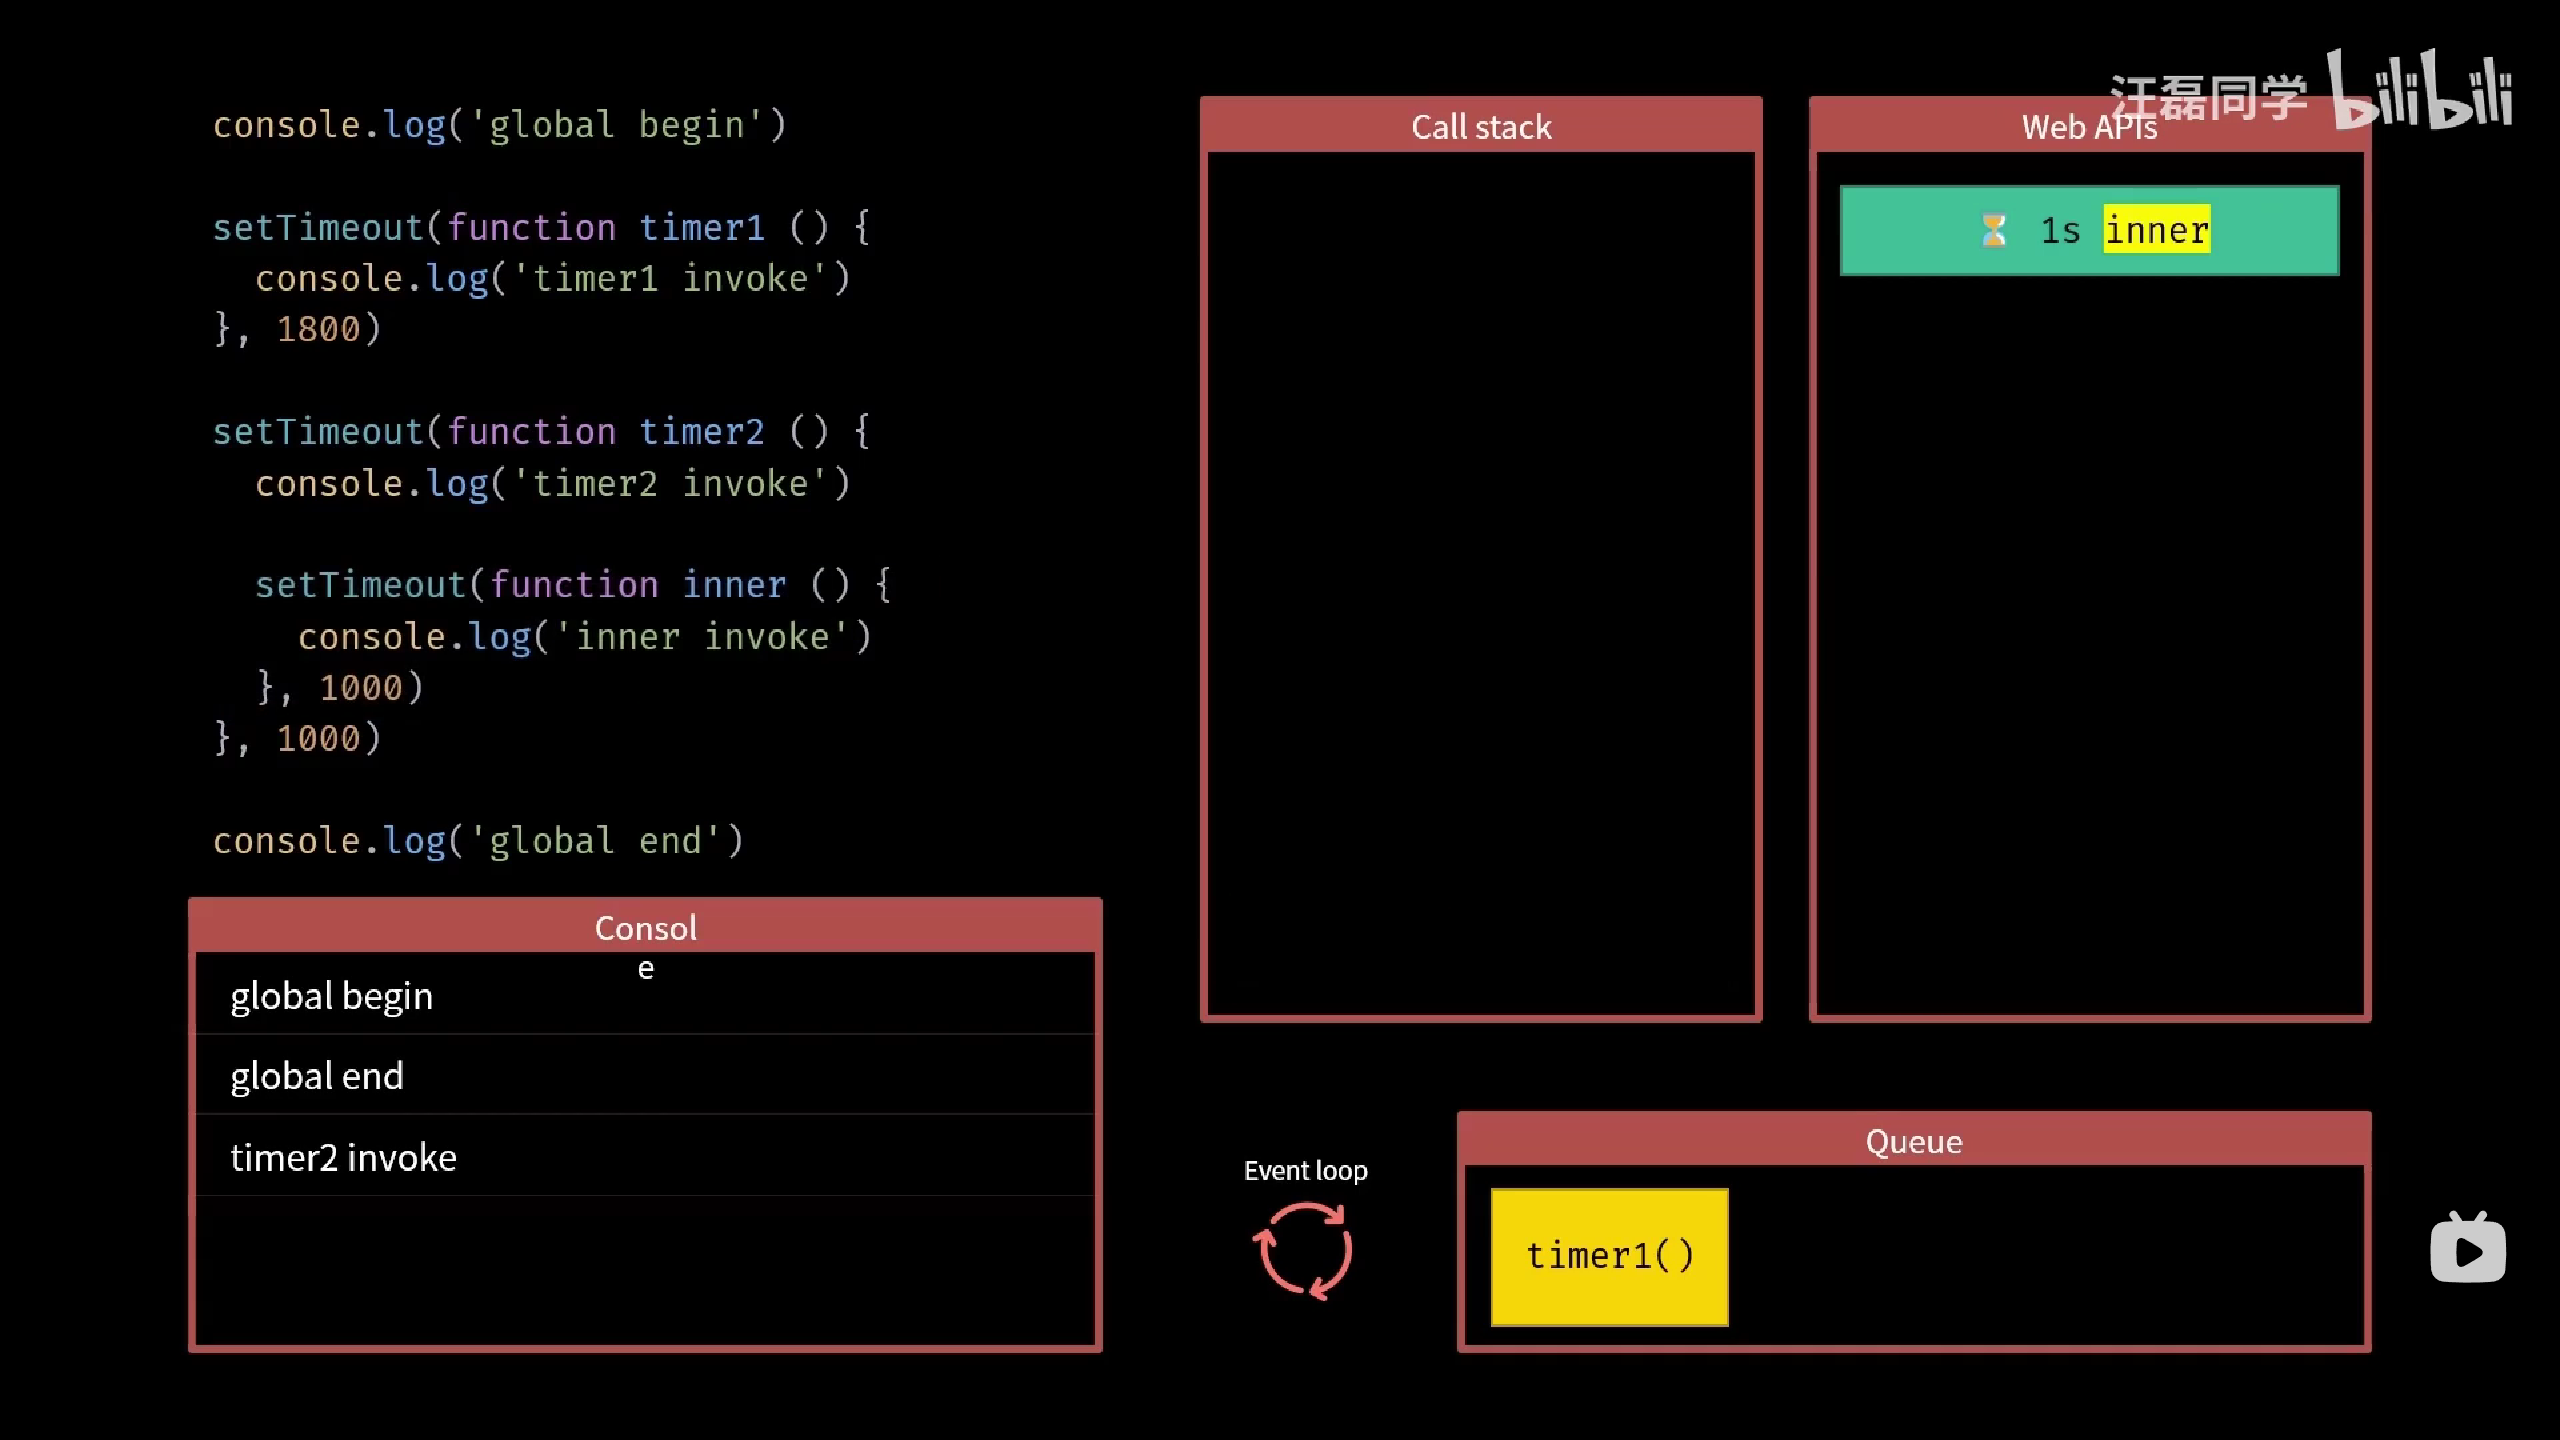 console.log('global begin')
setTimeout(function timer1 () {
  console.log('timer1 invoke')
}, 1800)
setTimeout(function timer2 () {
  console.log('timer2 invoke')
  setTimeout(function inner () {
    console.log('inner invoke')
  }, 1000)
}, 1000)
console.log('global end')
Consol
e
global begin
global end
timer2 invoke
Call stack
汪磊同学 bilibili
Web APIs
⏳ 1s inner
Event loop
Queue
timer1()